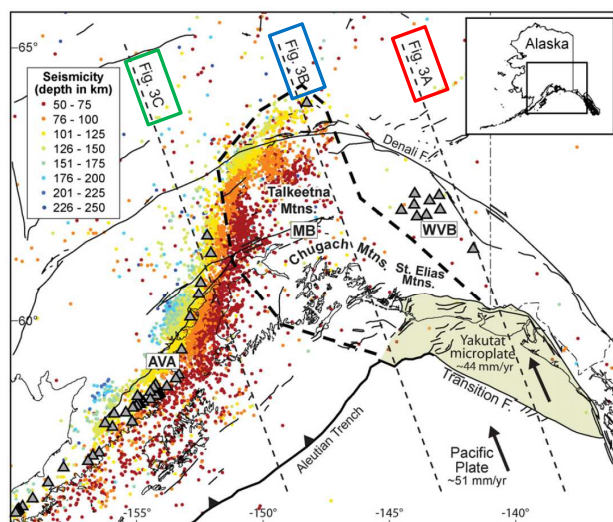 65°
Fig. 3C
Fig. 3B
Fig. 3A
Alaska
Seismicity
(depth in km)
50 - 75
76 - 100
101 - 125
126 - 150
151 - 175
176 - 200
201 - 225
226 - 250
Denali F.
Talkeetna
Mtns.
MB
WVB
Chugach Mtns.
St. Elias
Mtns.
60
Yakutat
microplate
~44 mm/yr
AVA
Transition F.
Aleutian Trench
Pacific
Plate
~51 mm/yr
-155°
-150°
-145°
-140°